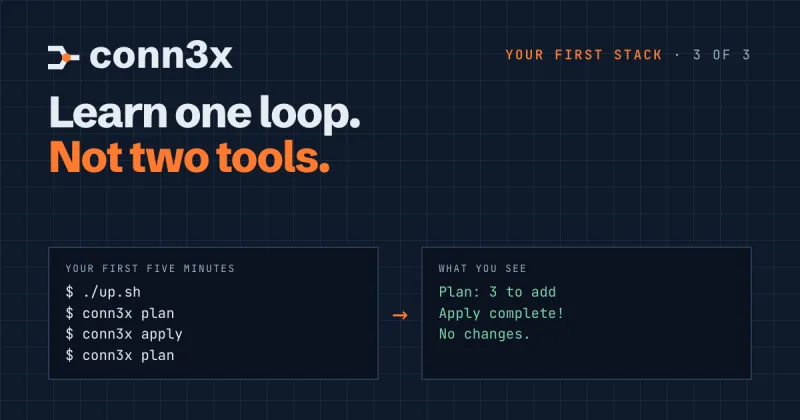 conn3x
YOUR FIRST STACK · 3 OF 3
Learn one loop.
Not two tools.
YOUR FIRST FIVE MINUTES
$ ./up.sh
$ conn3x plan
$ conn3x apply
$ conn3x plan
→
WHAT YOU SEE
Plan: 3 to add
Apply complete!
No changes.